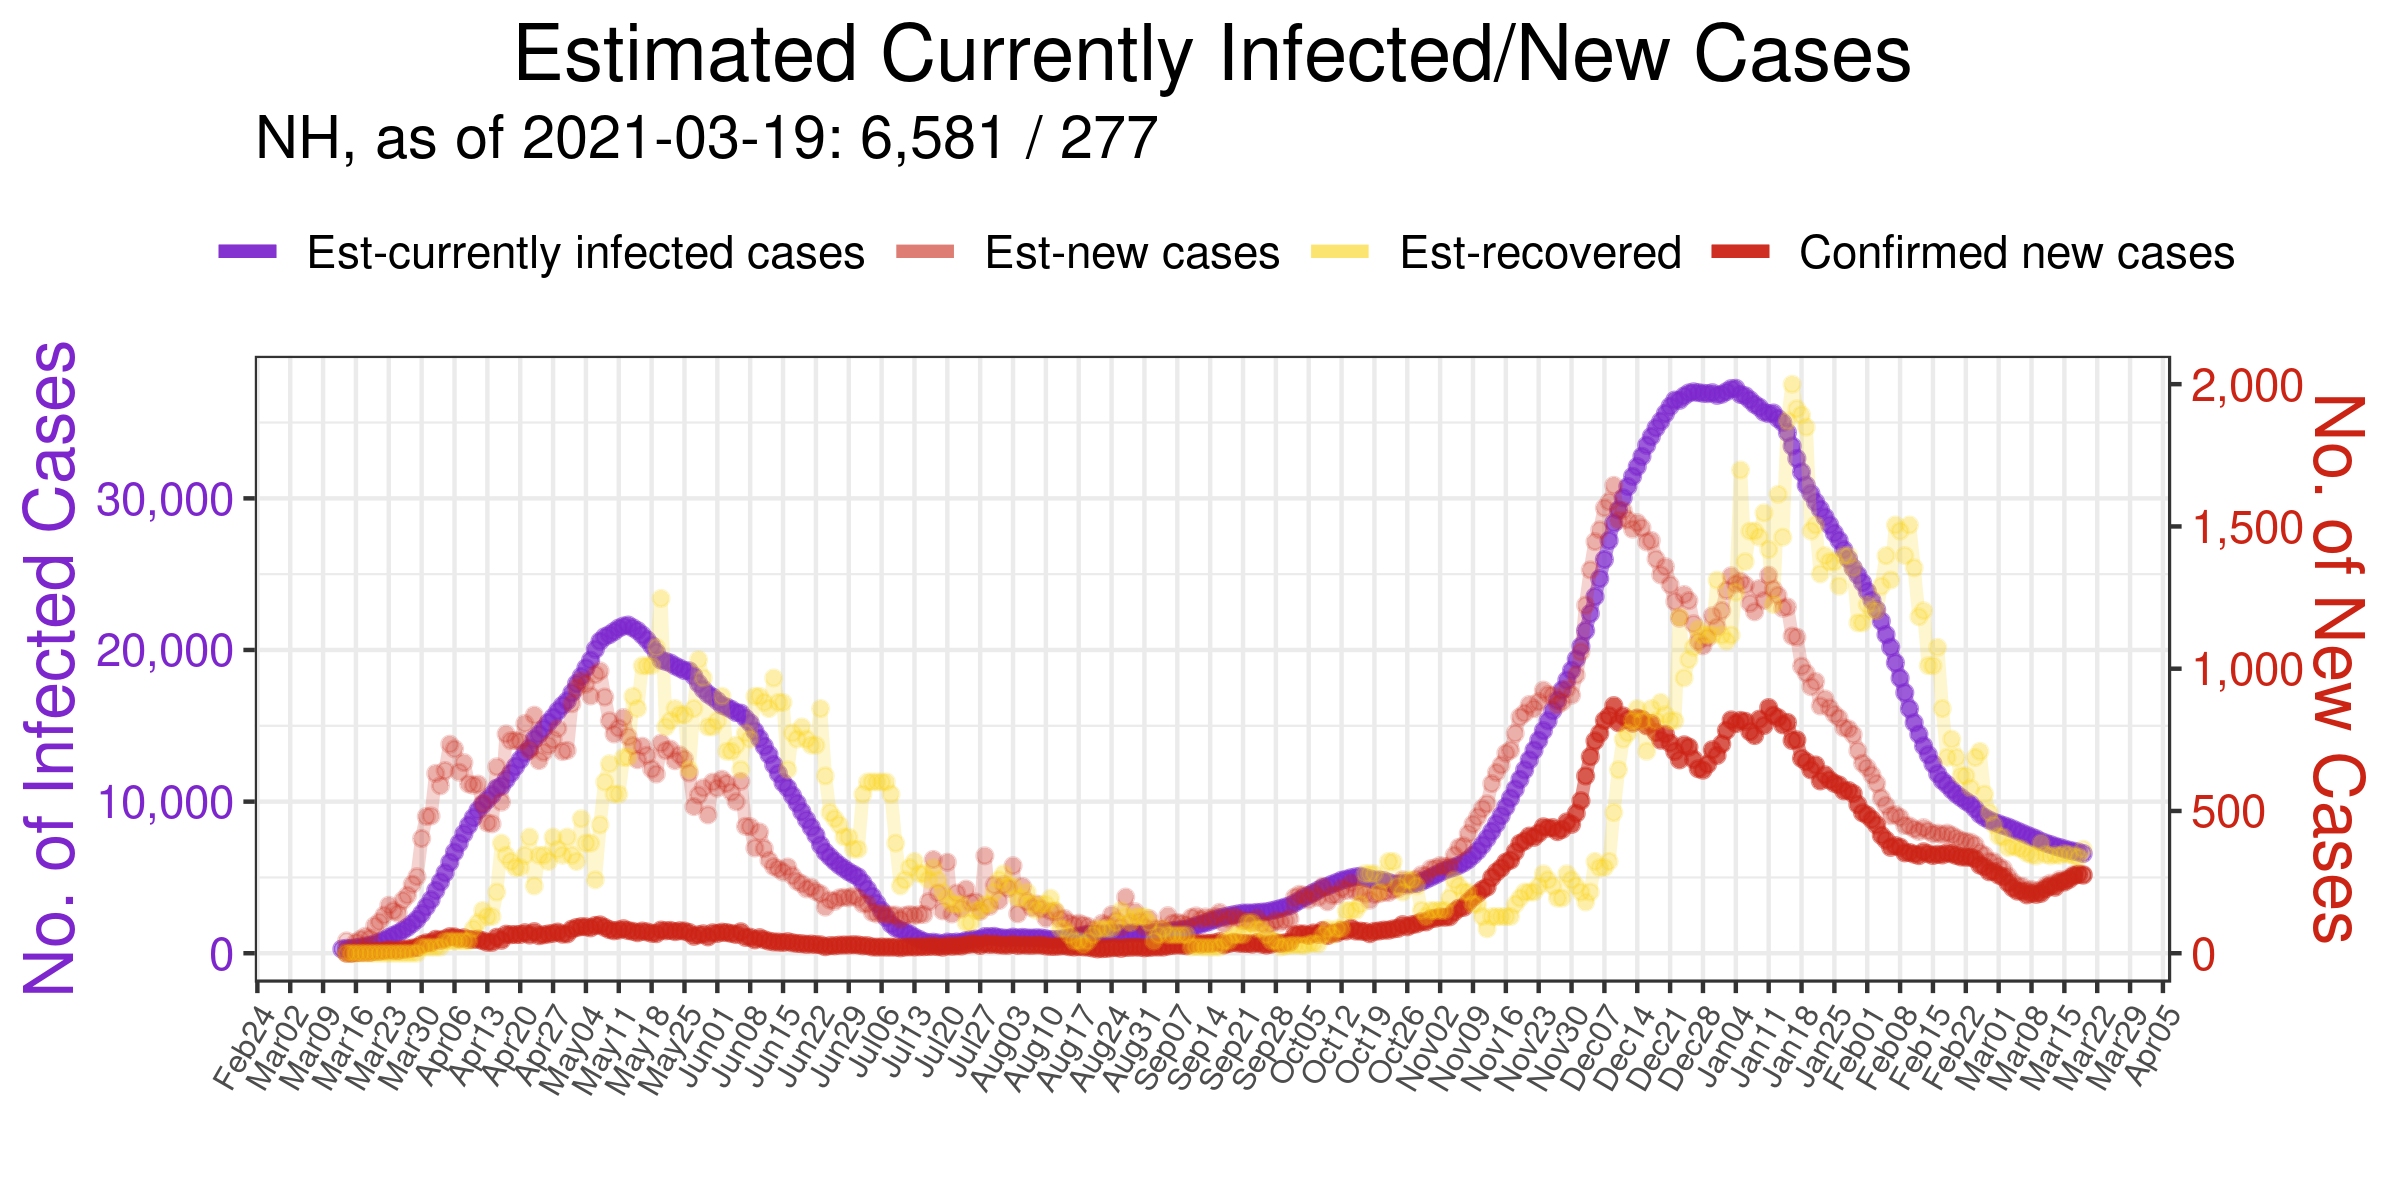 Estimated Currently Infected/New Cases
NH, as of 2021-03-19: 6,581 / 277
Est-currently infected cases Est-new cases Est-recovered Confirmed new cases
No. of Infected Cases
30,000
20,000
10,000
0
2,000
1,500
1,000
500
0
No. of New Cases
Feb24 Mar02 Mar09 Mar16 Mar23 Mar30 Apr06 Apr13 Apr20 Apr27 May04 May11 May18 May25 Jun01 Jun08 Jun15 Jun22 Jun29 Jul06 Jul13 Jul20 Jul27 Aug03 Aug10 Aug17 Aug24 Aug31 Sep07 Sep14 Sep21 Sep28 Oct05 Oct12 Oct19 Oct26 Nov02 Nov09 Nov16 Nov23 Nov30 Dec07 Dec14 Dec21 Dec28 Jan04 Jan11 Jan18 Jan25 Feb01 Feb08 Feb15 Feb22 Mar01 Mar08 Mar15 Mar22 Mar29 Apr05